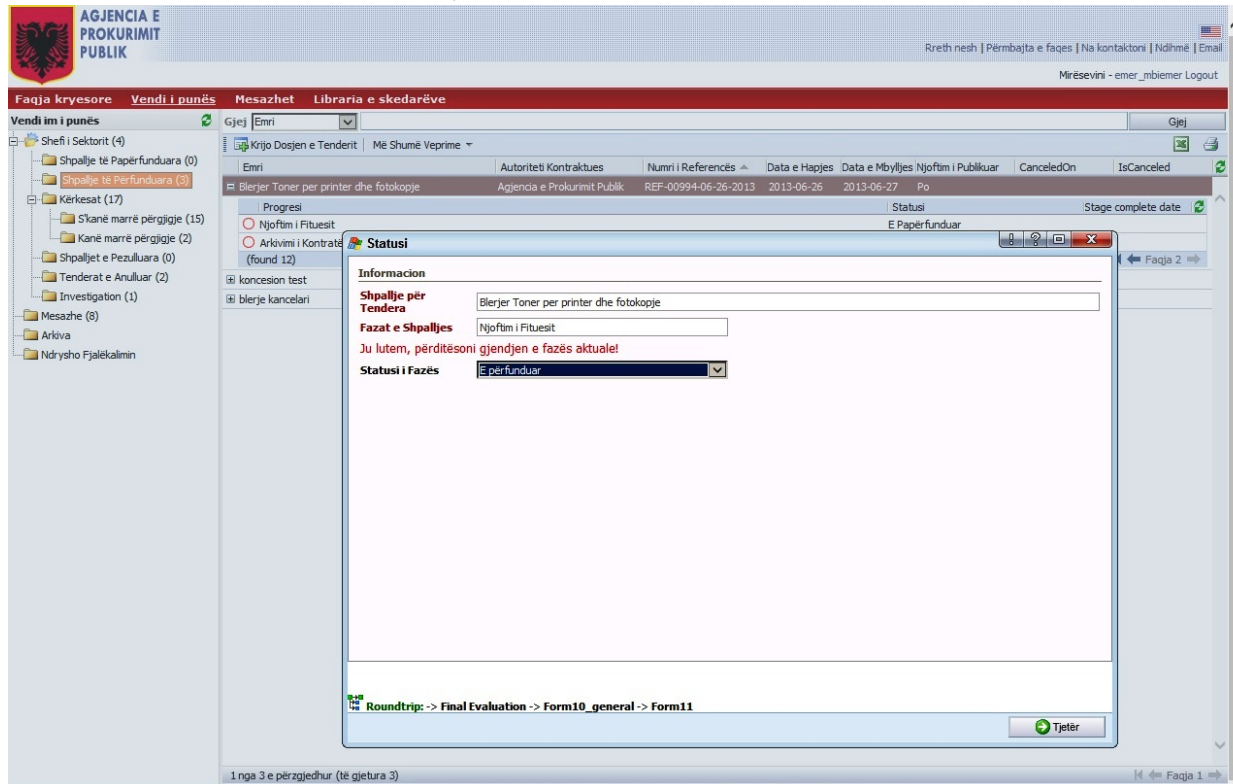 AGJENCIA E
PROKURIMIT
PUBLIK
Rreth nesh | Përmbajta e faqes | Na kontaktoni | Ndihmë | Email
Mirësevini - emer_mbiemer Logout
Faqja kryesore Vendi i punës Mesazhet Libraria e skedarëve
Vendi im i punës
Gjej Emri Gjej
Shefi i Sektorit (4)
Shpallje të Papërfunduara (0)
Shpallje të Përfunduara (3)
Kërkesat (17)
S'kanë marrë përgjigje (15)
Kanë marrë përgjigje (2)
Shpalljet e Pezulluara (0)
Tenderat e Anulluar (2)
Investigation (1)
Mesazhe (8)
Arkiva
Ndrysho Fjalëkalimin
Krijo Dosjen e Tenderit Më Shumë Veprime
Emri Autoriteti Kontraktues Numri i Referencës Data e Hapjes Data e Mbylljes Njoftim i Publikuar CanceledOn IsCanceled
Blerjer Toner per printer dhe fotokopje Agjencia e Prokurimit Publik REF-00994-06-26-2013 2013-06-26 2013-06-27 Po
Progresi Statusi Stage complete date
Njoftim i Fituesit E Papërfunduar
Arkivimi i Kontratë
(found 12) Faqja 2
koncesion test
blerje kancelari
Statusi
Informacion
Shpallje për
Tendera
Blerjer Toner per printer dhe fotokopje
Fazat e Shpalljes Njoftim i Fituesit
Ju lutem, përditësoni gjendjen e fazës aktuale!
Statusi i Fazës E përfunduar
Roundtrip: -> Final Evaluation -> Form10_general -> Form11
Tjetër
1 nga 3 e përzgjedhur (të gjetura 3) Faqja 1